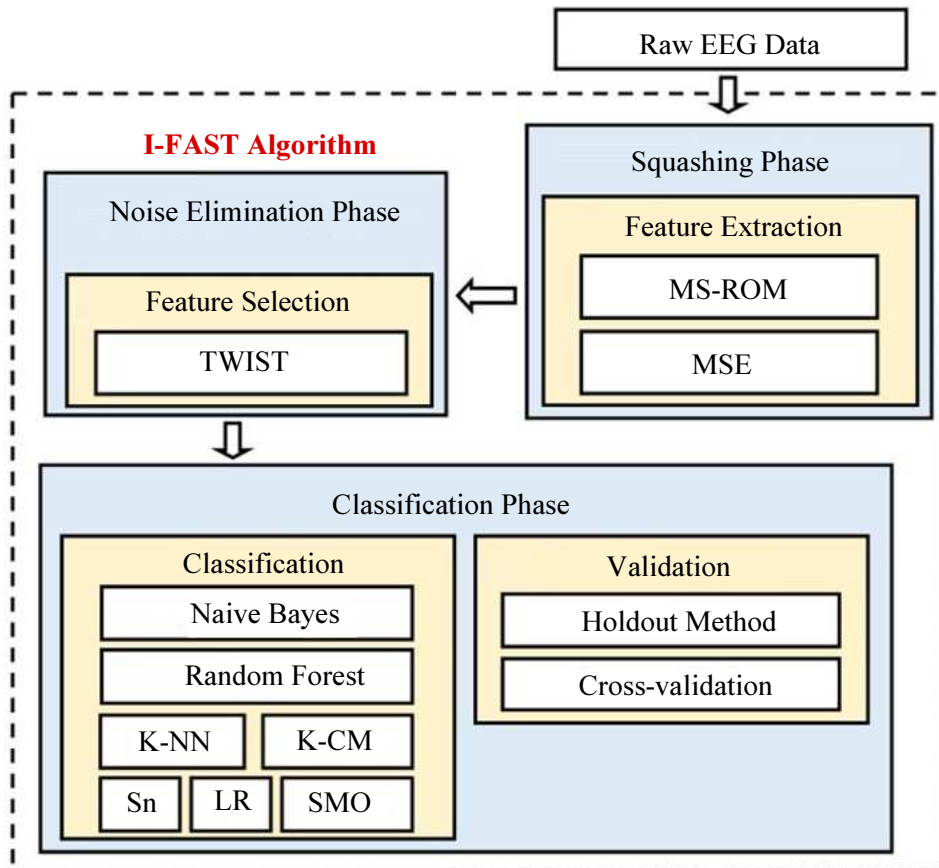 Raw EEG Data
I-FAST Algorithm
Squashing Phase
Feature Extraction
MS-ROM
MSE
Noise Elimination Phase
Feature Selection
TWIST
Classification Phase
Classification
Naive Bayes
Random Forest
K-NN
K-CM
Sn
LR
SMO
Validation
Holdout Method
Cross-validation